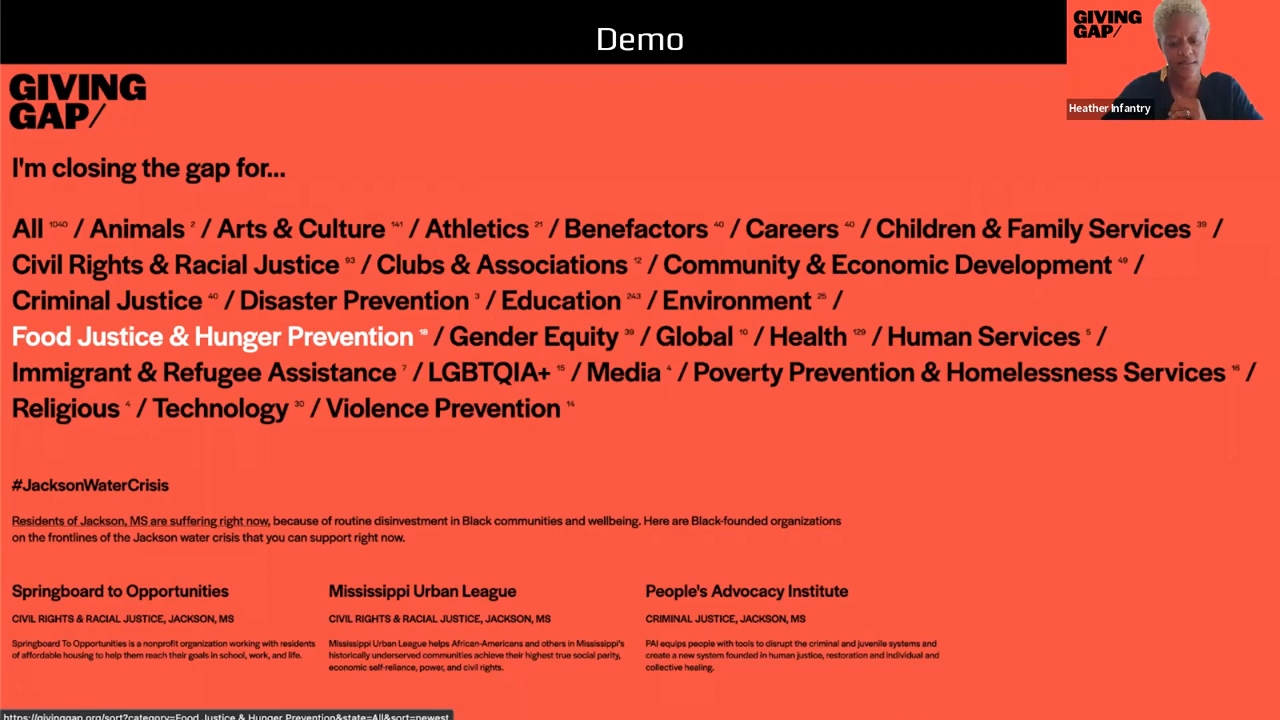 Demo
GIVING
GAP/
Heather Infantry
GIVING
GAP/
I'm closing the gap for...
All 1040 / Animals 2 / Arts & Culture 141 / Athletics 21 / Benefactors 40 / Careers 40 / Children & Family Services 39 /
Civil Rights & Racial Justice 93 / Clubs & Associations 12 / Community & Economic Development 49 /
Criminal Justice 40 / Disaster Prevention 3 / Education 243 / Environment 25 /
Food Justice & Hunger Prevention 18 / Gender Equity 39 / Global 10 / Health 129 / Human Services 5 /
Immigrant & Refugee Assistance 7 / LGBTQIA+ 15 / Media 4 / Poverty Prevention & Homelessness Services 16 /
Religious 4 / Technology 30 / Violence Prevention 14
#JacksonWaterCrisis
Residents of Jackson, MS are suffering right now, because of routine disinvestment in Black communities and wellbeing. Here are Black-founded organizations
on the frontlines of the Jackson water crisis that you can support right now.
Springboard to Opportunities
CIVIL RIGHTS & RACIAL JUSTICE, JACKSON, MS
Springboard To Opportunities is a nonprofit organization working with residents
of affordable housing to help them reach their goals in school, work, and life.
Mississippi Urban League
CIVIL RIGHTS & RACIAL JUSTICE, JACKSON, MS
Mississippi Urban League helps African-Americans and others in Mississippi's
historically underserved communities achieve their highest true social parity,
economic self-reliance, power, and civil rights.
People's Advocacy Institute
CRIMINAL JUSTICE, JACKSON, MS
PAI equips people with tools to disrupt the criminal and juvenile systems and
create a new system founded in human justice, restoration and individual and
collective healing.
https://givinggap.org/sort?category=Food Justice & Hunger Prevention&state=All&sort=newest